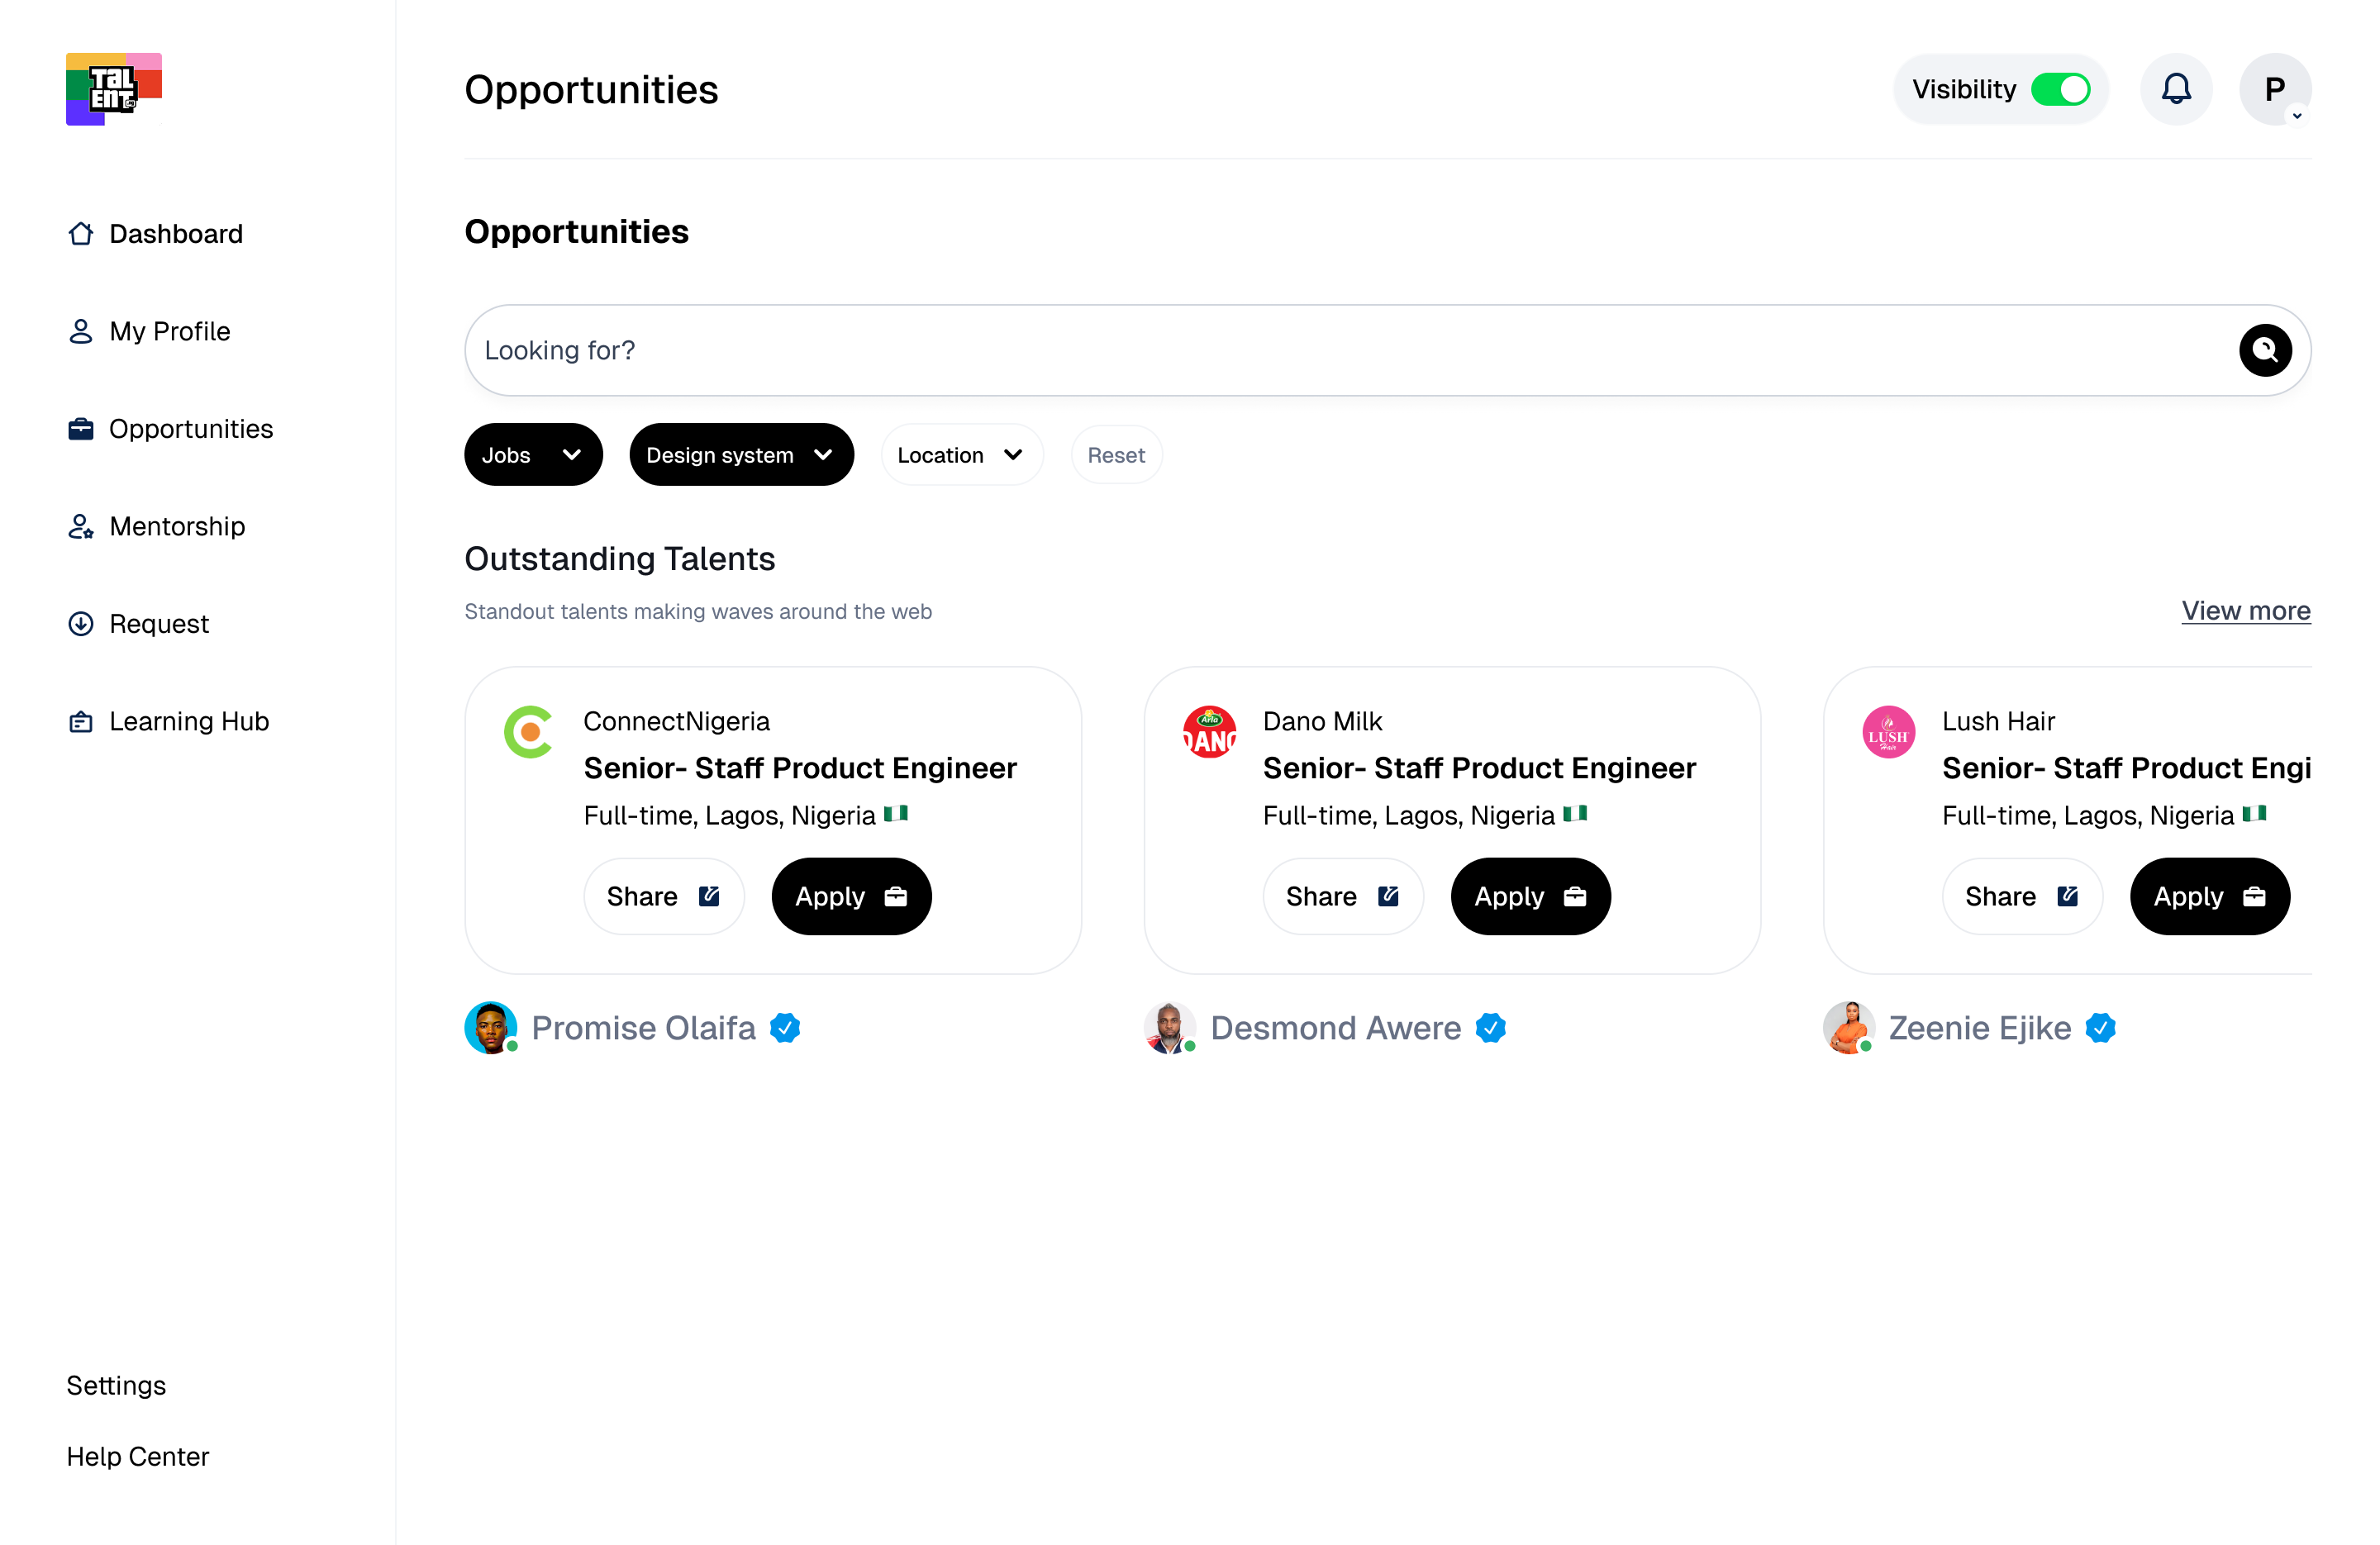 TaL
ENT
Opportunities
Visibility
P
Dashboard
My Profile
Opportunities
Mentorship
Request
Learning Hub
Settings
Help Center
Opportunities
Looking for?
Jobs
Design system
Location
Reset
Outstanding Talents
Standout talents making waves around the web
View more
ConnectNigeria
Senior- Staff Product Engineer
Full-time, Lagos, Nigeria
Share
Apply
Promise Olaifa
Arla
DANO
Dano Milk
Senior- Staff Product Engineer
Full-time, Lagos, Nigeria
Share
Apply
Desmond Awere
LUSH
Hair
Lush Hair
Senior- Staff Product Engi
Full-time, Lagos, Nigeria
Share
Apply
Zeenie Ejike